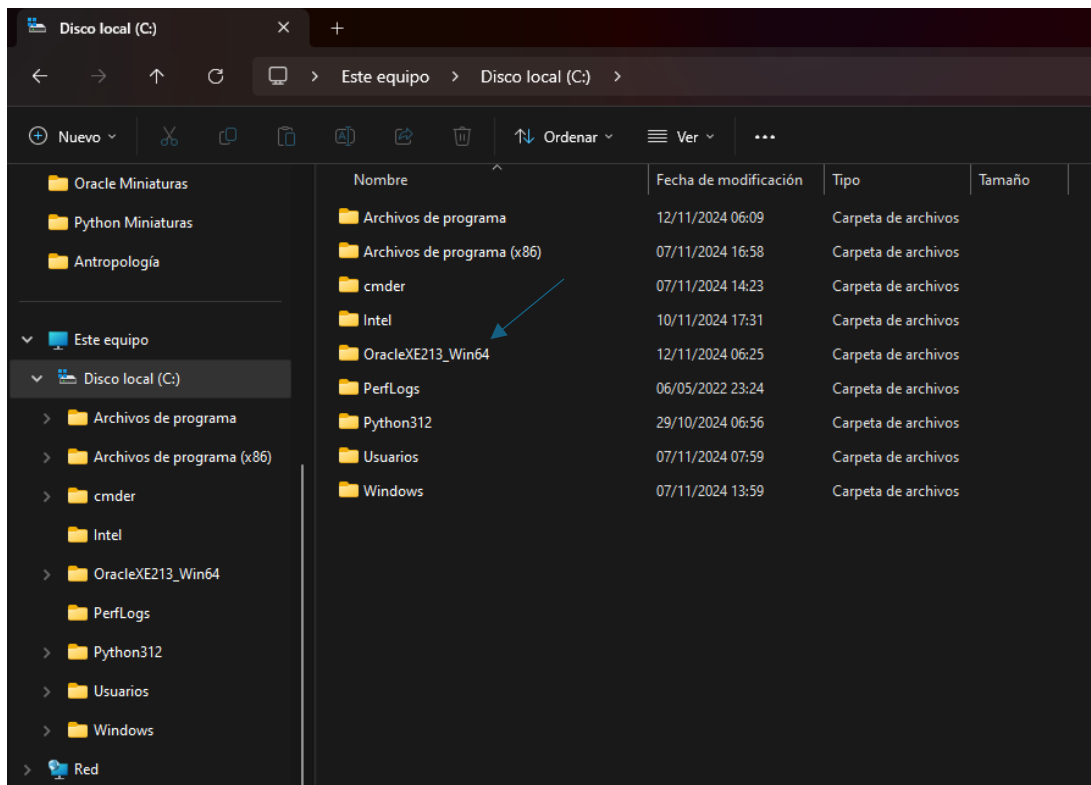 Disco local (C:)
Este equipo > Disco local (C:) >
Nuevo Ordenar Ver
Oracle Miniaturas
Python Miniaturas
Antropología
Este equipo
Disco local (C:)
Archivos de programa
Archivos de programa (x86)
cmder
Intel
OracleXE213_Win64
PerfLogs
Python312
Usuarios
Windows
Red
Nombre Fecha de modificación Tipo Tamaño
Archivos de programa 12/11/2024 06:09 Carpeta de archivos
Archivos de programa (x86) 07/11/2024 16:58 Carpeta de archivos
cmder 07/11/2024 14:23 Carpeta de archivos
Intel 10/11/2024 17:31 Carpeta de archivos
OracleXE213_Win64 12/11/2024 06:25 Carpeta de archivos
PerfLogs 06/05/2022 23:24 Carpeta de archivos
Python312 29/10/2024 06:56 Carpeta de archivos
Usuarios 07/11/2024 07:59 Carpeta de archivos
Windows 07/11/2024 13:59 Carpeta de archivos